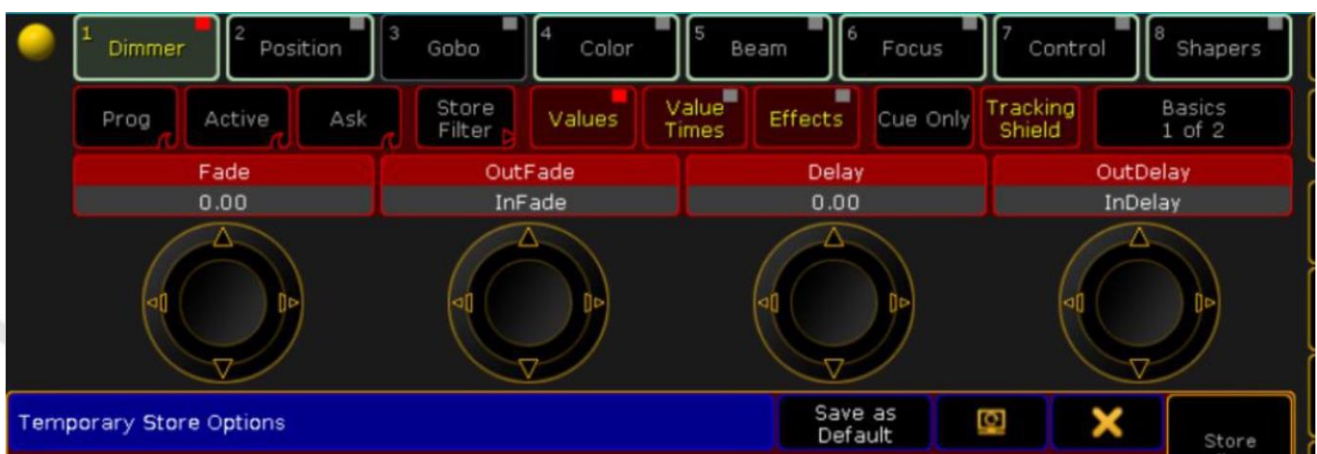 1 Dimmer
2 Position
3 Gobo
4 Color
5 Beam
6 Focus
7 Control
8 Shapers
Prog
Active
Ask
Store
Filter
Values
Value
Times
Effects
Cue Only
Tracking
Shield
Basics
1 of 2
Fade
OutFade
Delay
OutDelay
0.00
InFade
0.00
InDelay
Temporary Store Options
Save as
Default
Store